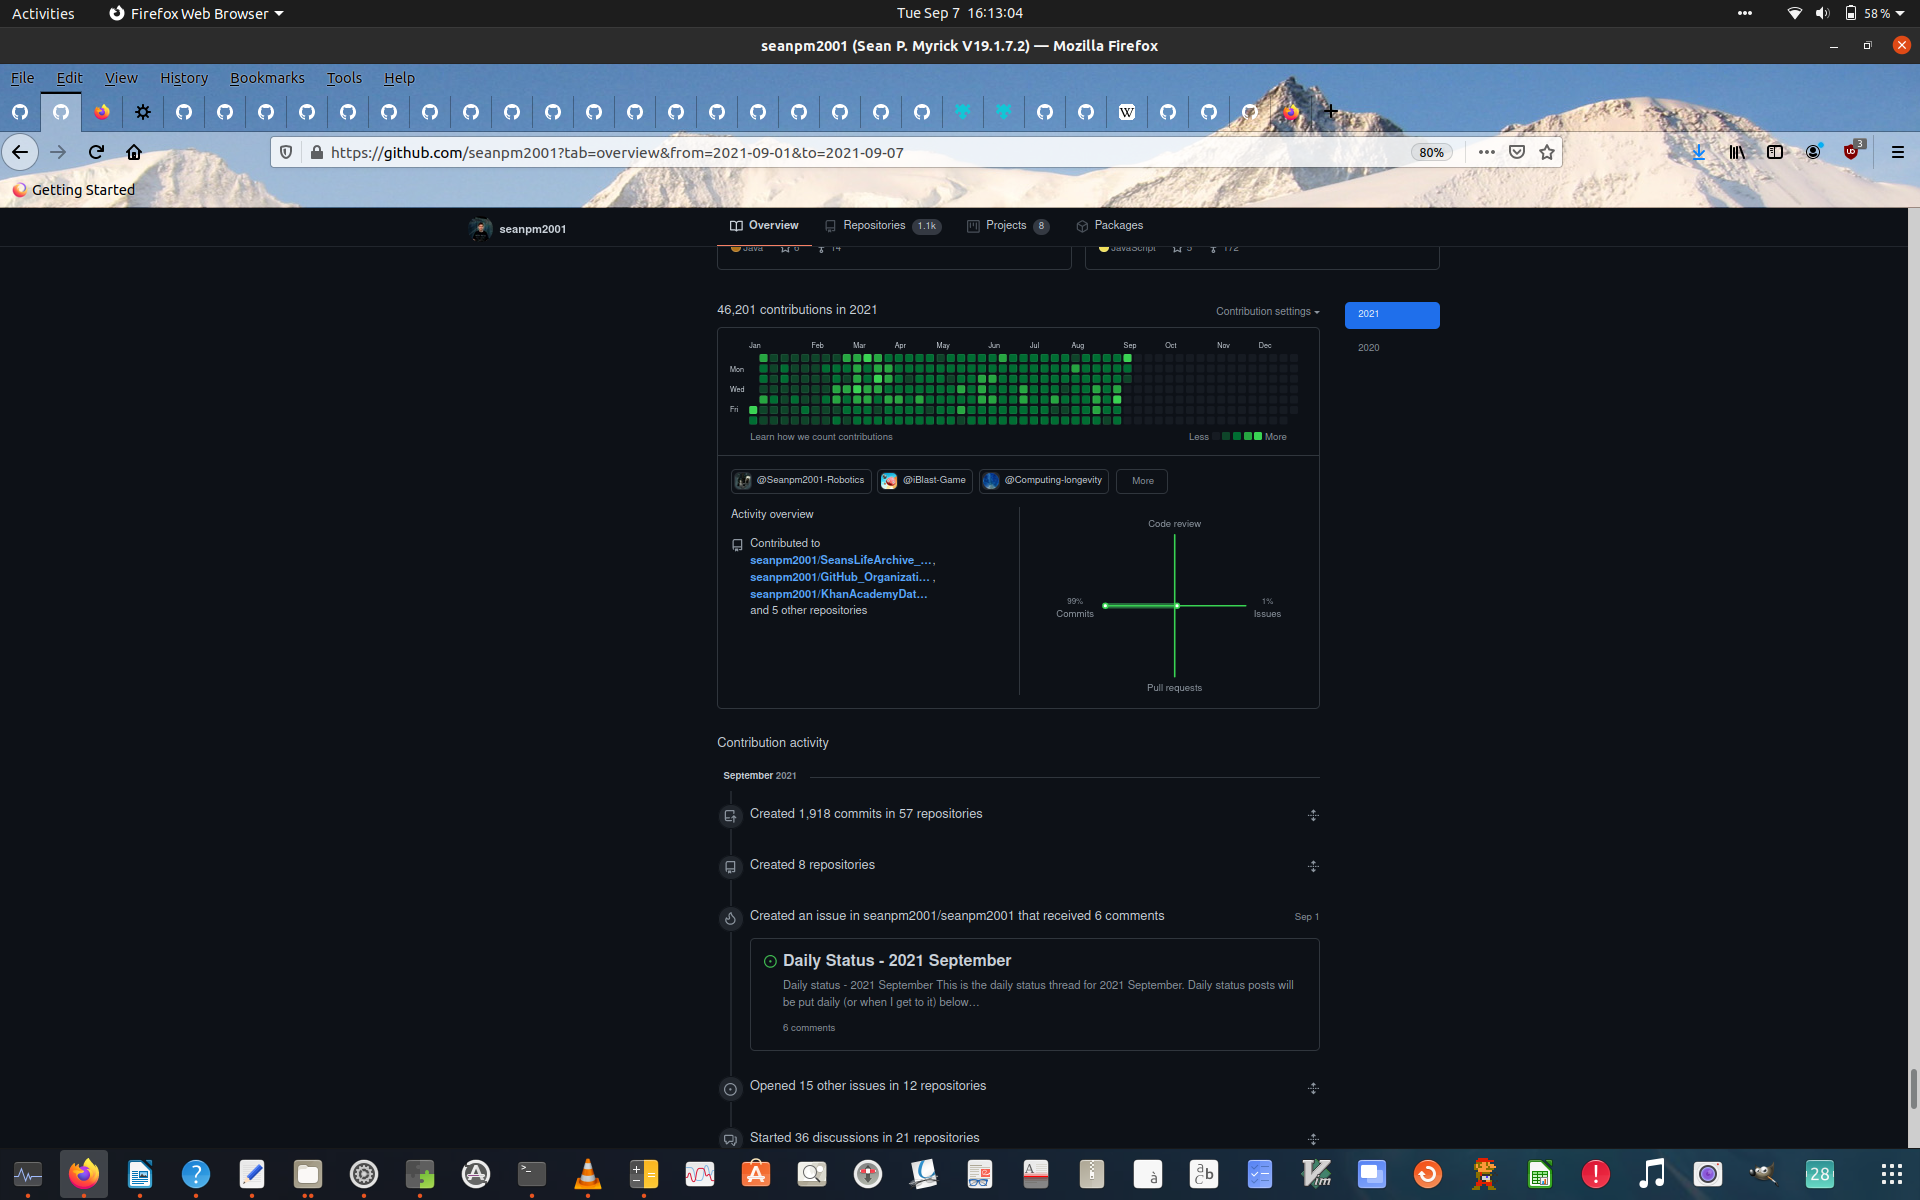 Activities
Firefox Web Browser
Tue Sep 7 16:13:04
58 %
seanpm2001 (Sean P. Myrick V19.1.7.2) — Mozilla Firefox
File Edit View History Bookmarks Tools Help
https://github.com/seanpm2001?tab=overview&from=2021-09-01&to=2021-09-07
80%
3
Getting Started
seanpm2001
Overview
Repositories 1.1k
Projects 8
Packages
Java 6 14
JavaScript 5 172
46,201 contributions in 2021
Contribution settings
2021
2020
Jan Feb Mar Apr May Jun Jul Aug Sep Oct Nov Dec
Mon
Wed
Fri
Learn how we count contributions
Less More
@Seanpm2001-Robotics
@iBlast-Game
@Computing-longevity
More
Activity overview
Contributed to
seanpm2001/SeansLifeArchive_…,
seanpm2001/GitHub_Organizati… ,
seanpm2001/KhanAcademyDat…
and 5 other repositories
Code review
99%
Commits
1%
Issues
Pull requests
Contribution activity
September 2021
Created 1,918 commits in 57 repositories
Created 8 repositories
Created an issue in seanpm2001/seanpm2001 that received 6 comments
Sep 1
Daily Status - 2021 September
Daily status - 2021 September This is the daily status thread for 2021 September. Daily status posts will
be put daily (or when I get to it) below…
6 comments
Opened 15 other issues in 12 repositories
Started 36 discussions in 21 repositories
28